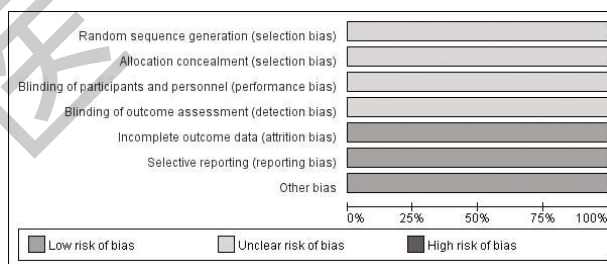 Random sequence generation (selection bias)
Allocation concealment (selection bias)
Blinding of participants and personnel (performance bias)
Blinding of outcome assessment (detection bias)
Incomplete outcome data (attrition bias)
Selective reporting (reporting bias)
Other bias
0% 25% 50% 75% 100%
Low risk of bias Unclear risk of bias High risk of bias
医